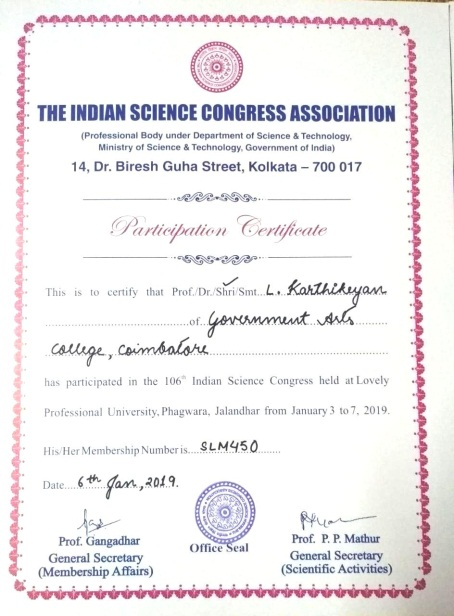 THE INDIAN SCIENCE CONGRESS ASSOCIATION
(Professional Body under Department of Science & Technology,
Ministry of Science & Technology, Government of India)
14, Dr. Biresh Guha Street, Kolkata – 700 017
Participation Certificate
This is to certify that Prof./Dr./Shri/Smt... L. Karthikeyan
of Government Arts
College, Coimbatore
has participated in the 106th Indian Science Congress held at Lovely
Professional University, Phagwara, Jalandhar from January 3 to 7, 2019.
His/Her Membership Number is.... SLM450
Date... 6th Jan, 2019.
Office Seal
Prof. Gangadhar
General Secretary
(Membership Affairs)
Prof. P. P. Mathur
General Secretary
(Scientific Activities)